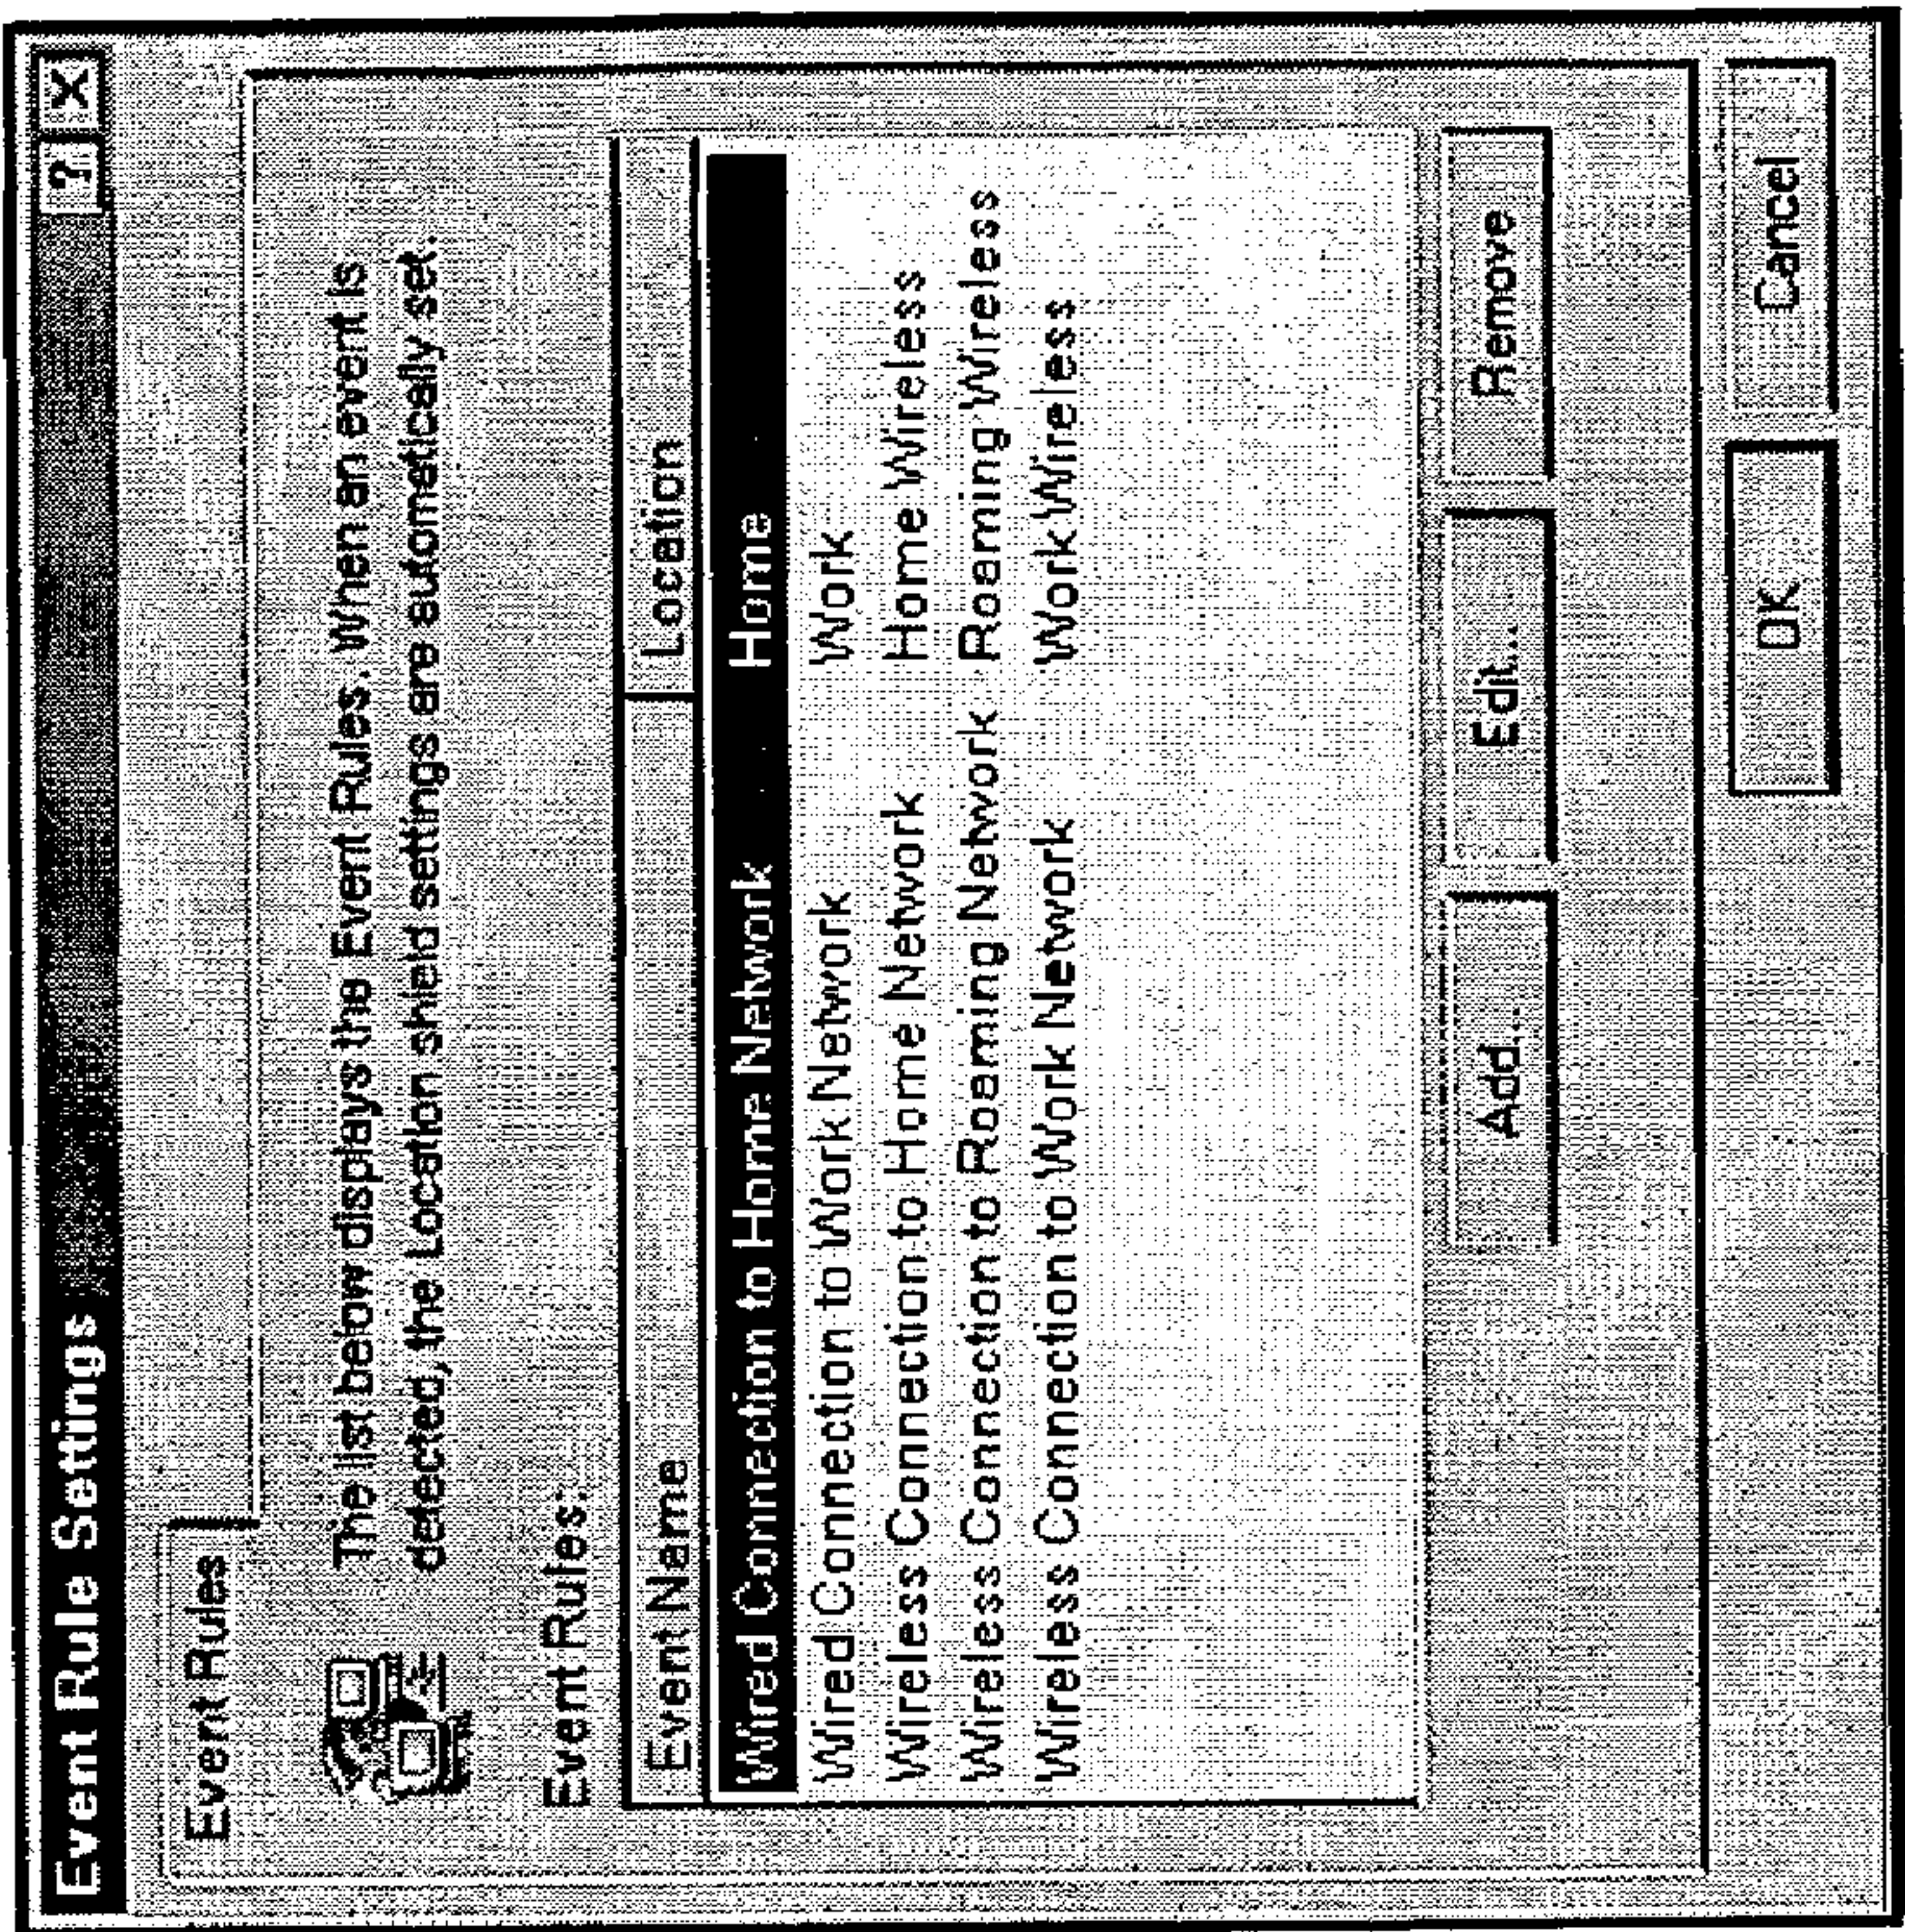 Event Rule Settings ? X
Event Rules
The list below displays the Event Rules. When an event is
detected, the Location shield settings are automatically set.
Event Rules:
Event Name Location
Wired Connection to Home Network Home
Wired Connection to Work Network Work
Wireless Connection to Home Network Home Wireless
Wireless Connection to Roaming Network Roaming Wireless
Wireless Connection to Work Network Work Wireless
Add... Edit... Remove
OK Cancel